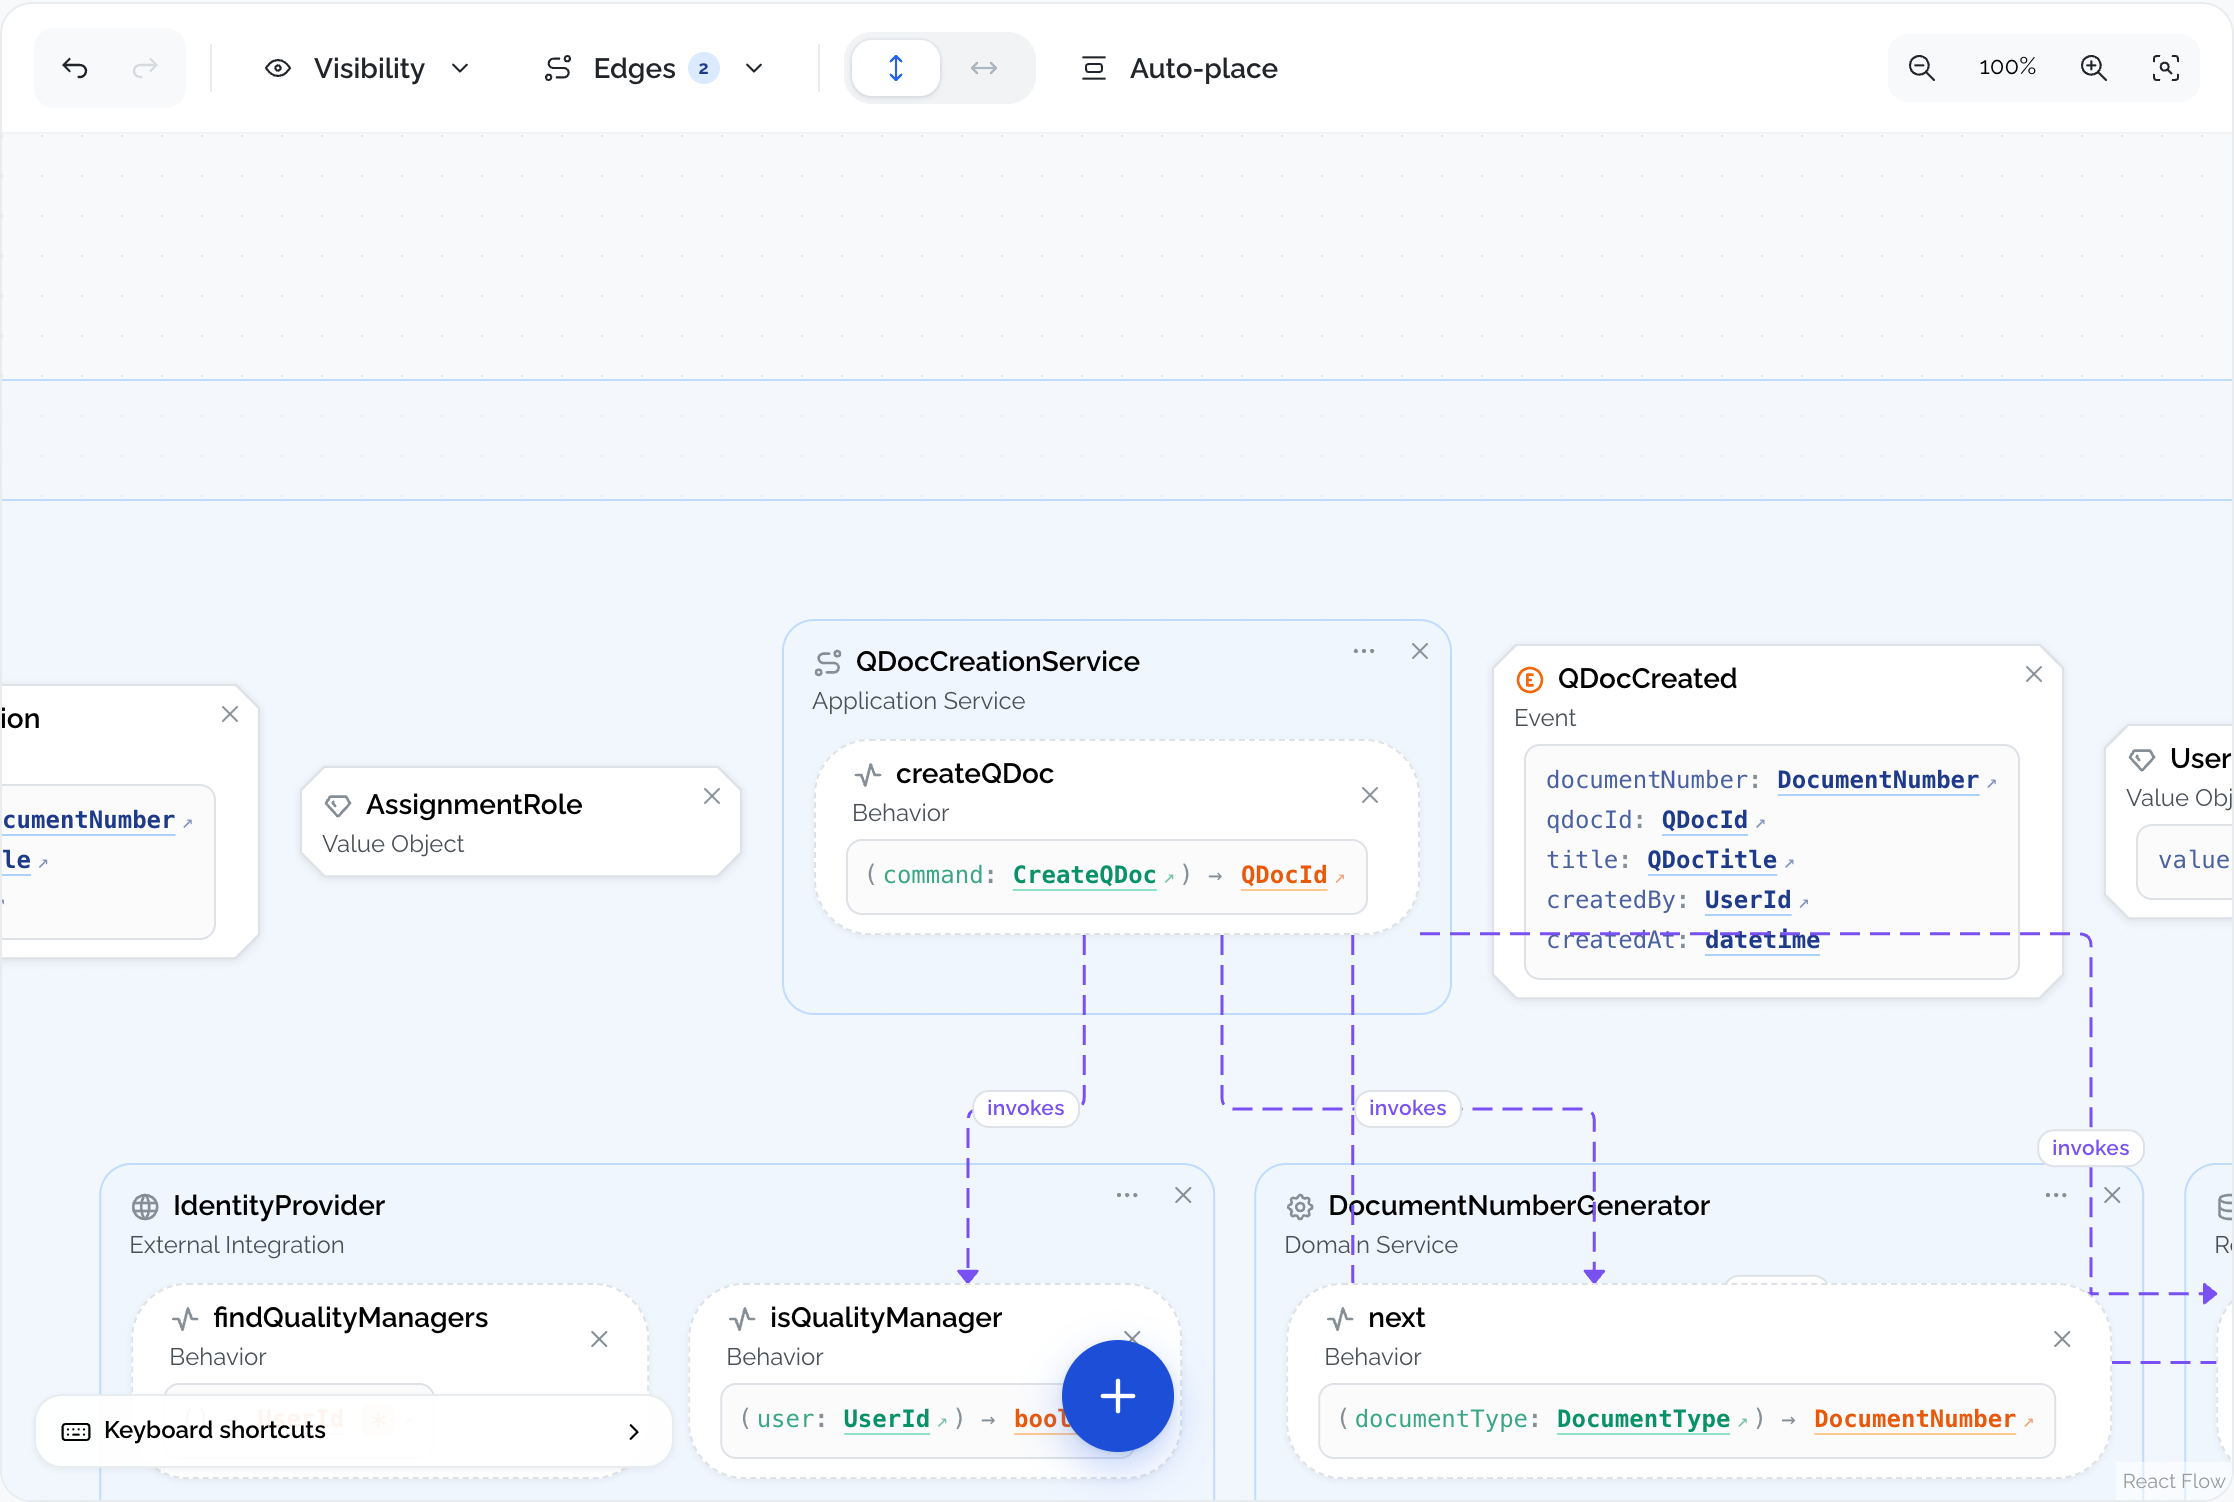 Visibility
Edges 2
Auto-place
100%
ion
cumentNumber ↗
le ↗
AssignmentRole
Value Object
QDocCreationService
Application Service
createQDoc
Behavior
(command: CreateQDoc ↗) → QDocId ↗
E QDocCreated
Event
documentNumber: DocumentNumber ↗
qdocId: QDocId ↗
title: QDocTitle ↗
createdBy: UserId ↗
createdAt: datetime
User
Value Obj
value
invokes
invokes
invokes
IdentityProvider
External Integration
findQualityManagers
Behavior
() UserId
isQualityManager
Behavior
(user: UserId ↗) → bool
DocumentNumberGenerator
Domain Service
next
Behavior
(documentType: DocumentType ↗) → DocumentNumber ↗
Keyboard shortcuts
React Flow